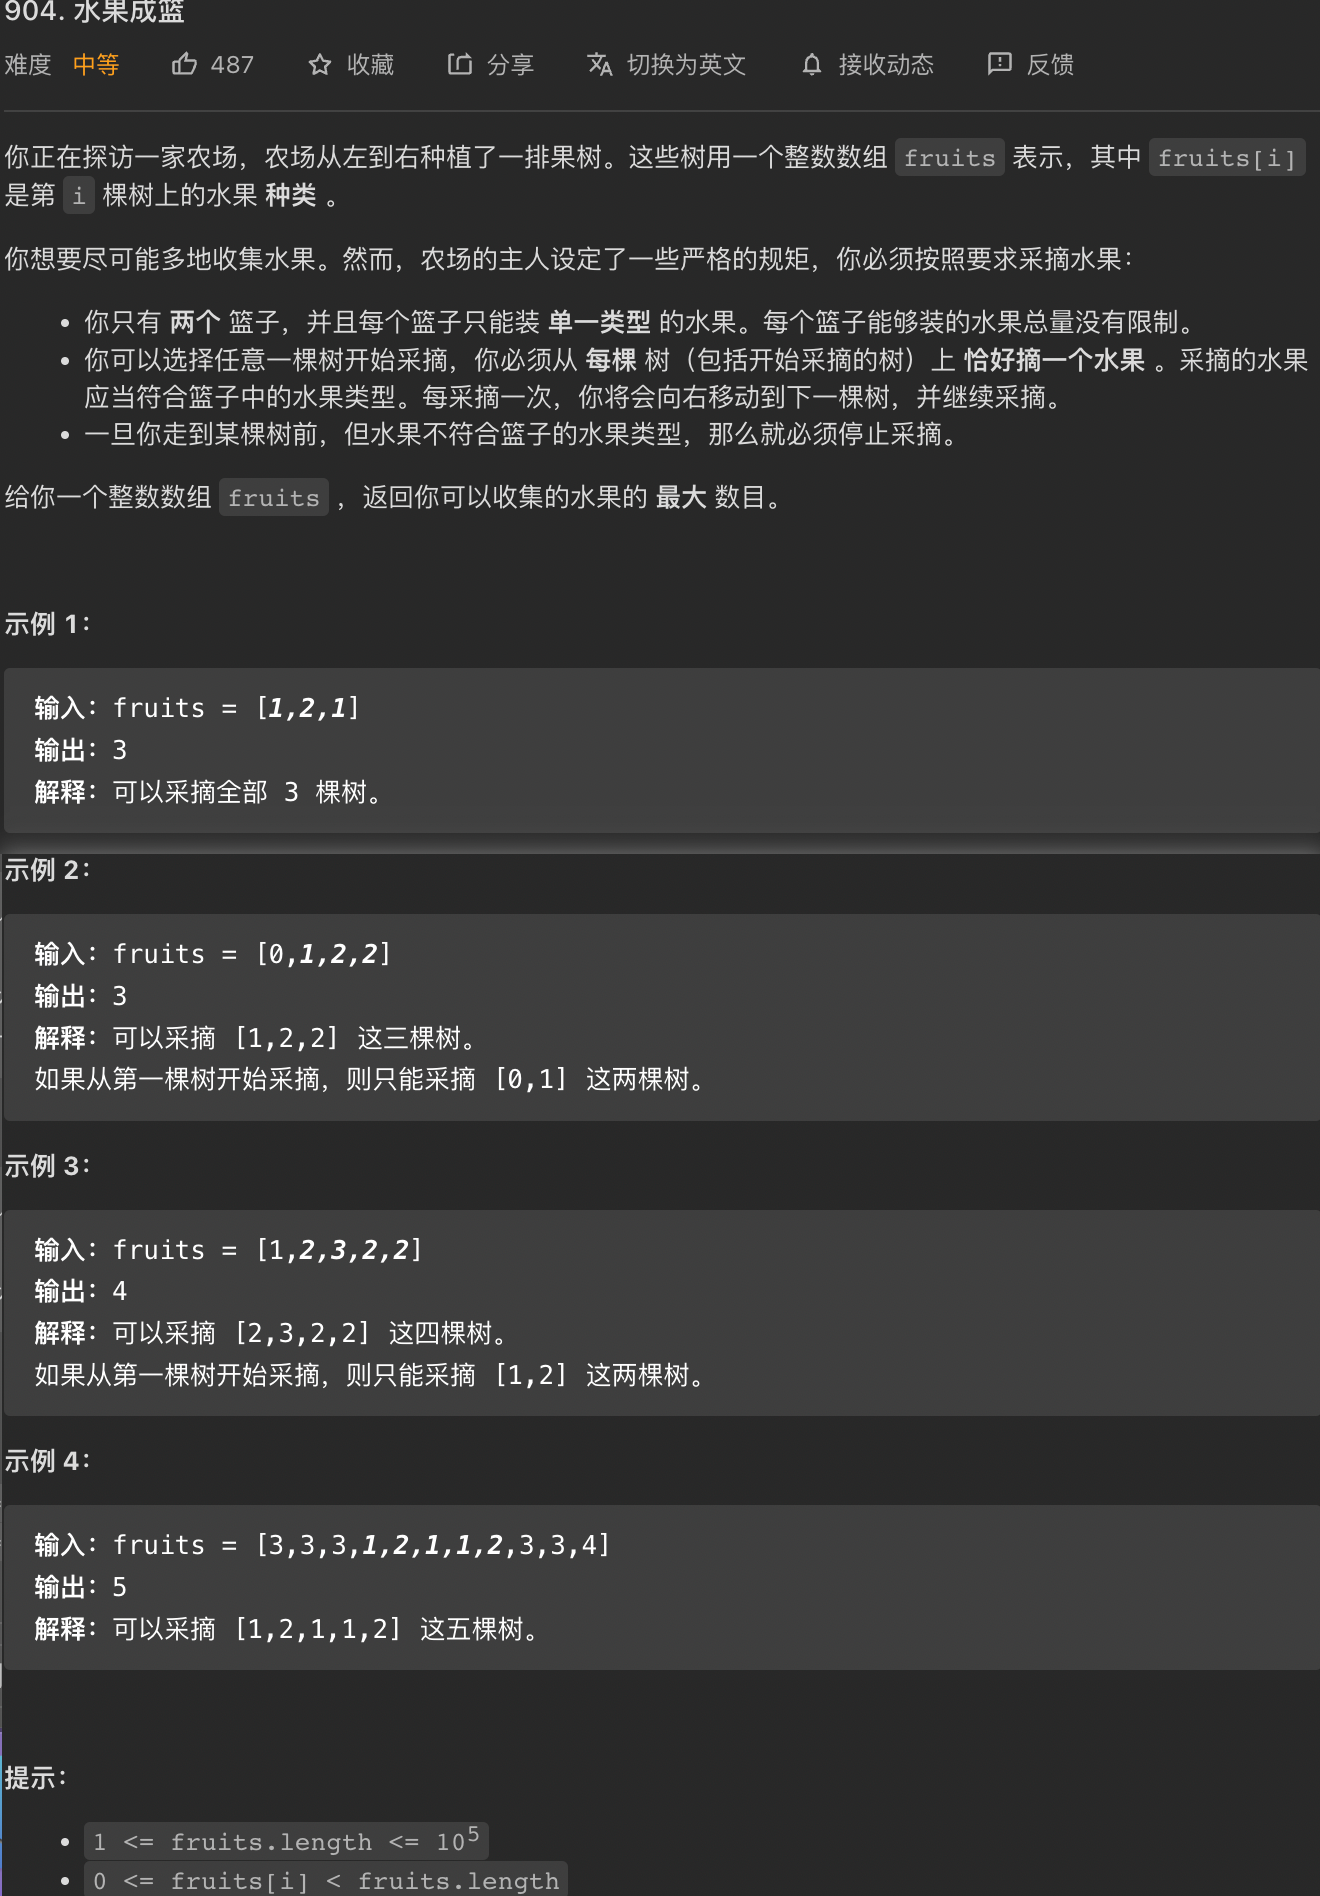 904. 水果成篮
难度 中等 487 收藏 分享 切换为英文 接收动态 反馈
你正在探访一家农场，农场从左到右种植了一排果树。这些树用一个整数数组 fruits 表示，其中 fruits[i]
是第 i 棵树上的水果 种类 。
你想要尽可能多地收集水果。然而，农场的主人设定了一些严格的规矩，你必须按照要求采摘水果：
• 你只有 两个 篮子，并且每个篮子只能装 单一类型 的水果。每个篮子能够装的水果总量没有限制。
• 你可以选择任意一棵树开始采摘，你必须从 每棵 树（包括开始采摘的树）上 恰好摘一个水果 。采摘的水果
应当符合篮子中的水果类型。每采摘一次，你将会向右移动到下一棵树，并继续采摘。
• 一旦你走到某棵树前，但水果不符合篮子的水果类型，那么就必须停止采摘。
给你一个整数数组 fruits ，返回你可以收集的水果的 最大 数目。
示例 1：
输入：fruits = [1,2,1]
输出：3
解释：可以采摘全部 3 棵树。
示例 2：
输入：fruits = [0,1,2,2]
输出：3
解释：可以采摘 [1,2,2] 这三棵树。
如果从第一棵树开始采摘，则只能采摘 [0,1] 这两棵树。
示例 3：
输入：fruits = [1,2,3,2,2]
输出：4
解释：可以采摘 [2,3,2,2] 这四棵树。
如果从第一棵树开始采摘，则只能采摘 [1,2] 这两棵树。
示例 4：
输入：fruits = [3,3,3,1,2,1,1,2,3,3,4]
输出：5
解释：可以采摘 [1,2,1,1,2] 这五棵树。
提示：
• 1 <= fruits.length <= 10⁵
• 0 <= fruits[i] < fruits.length